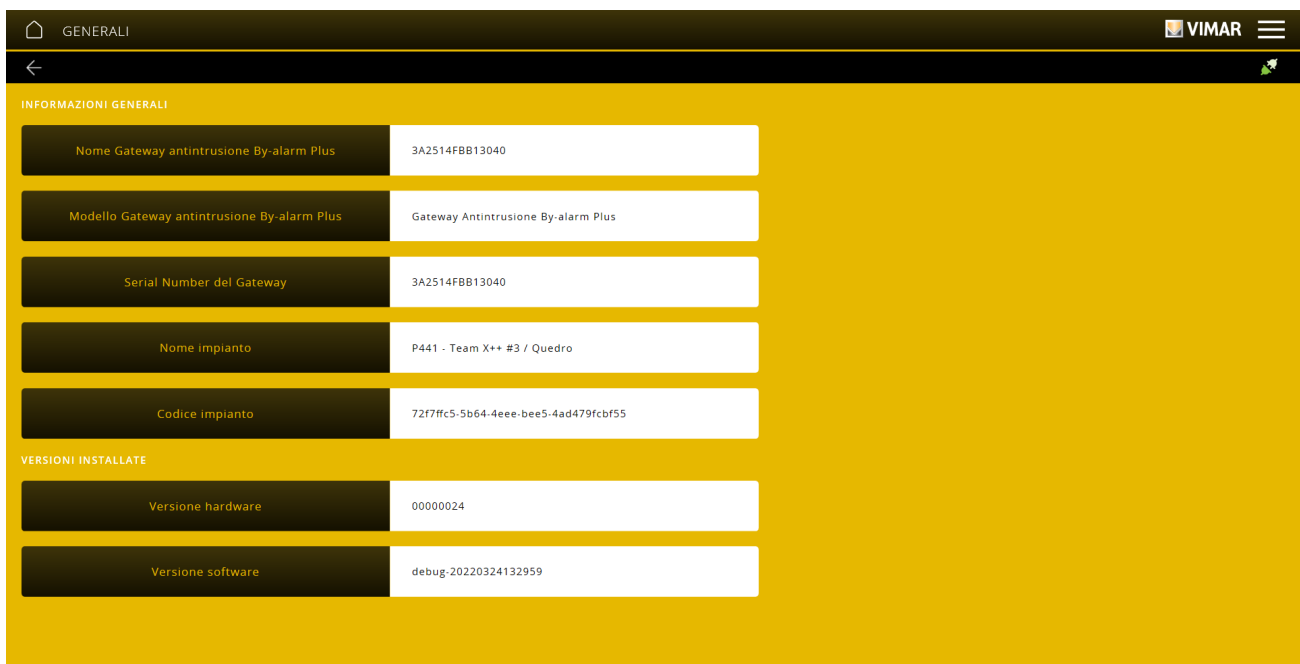 GENERALI
VIMAR
INFORMAZIONI GENERALI
Nome Gateway antintrusione By-alarm Plus
3A2514FBB13040
Modello Gateway antintrusione By-alarm Plus
Gateway Antintrusione By-alarm Plus
Serial Number del Gateway
3A2514FBB13040
Nome impianto
P441 - Team X++ #3 / Quedro
Codice impianto
72f7ffc5-5b64-4eee-bee5-4ad479fcbf55
VERSIONI INSTALLATE
Versione hardware
00000024
Versione software
debug-20220324132959